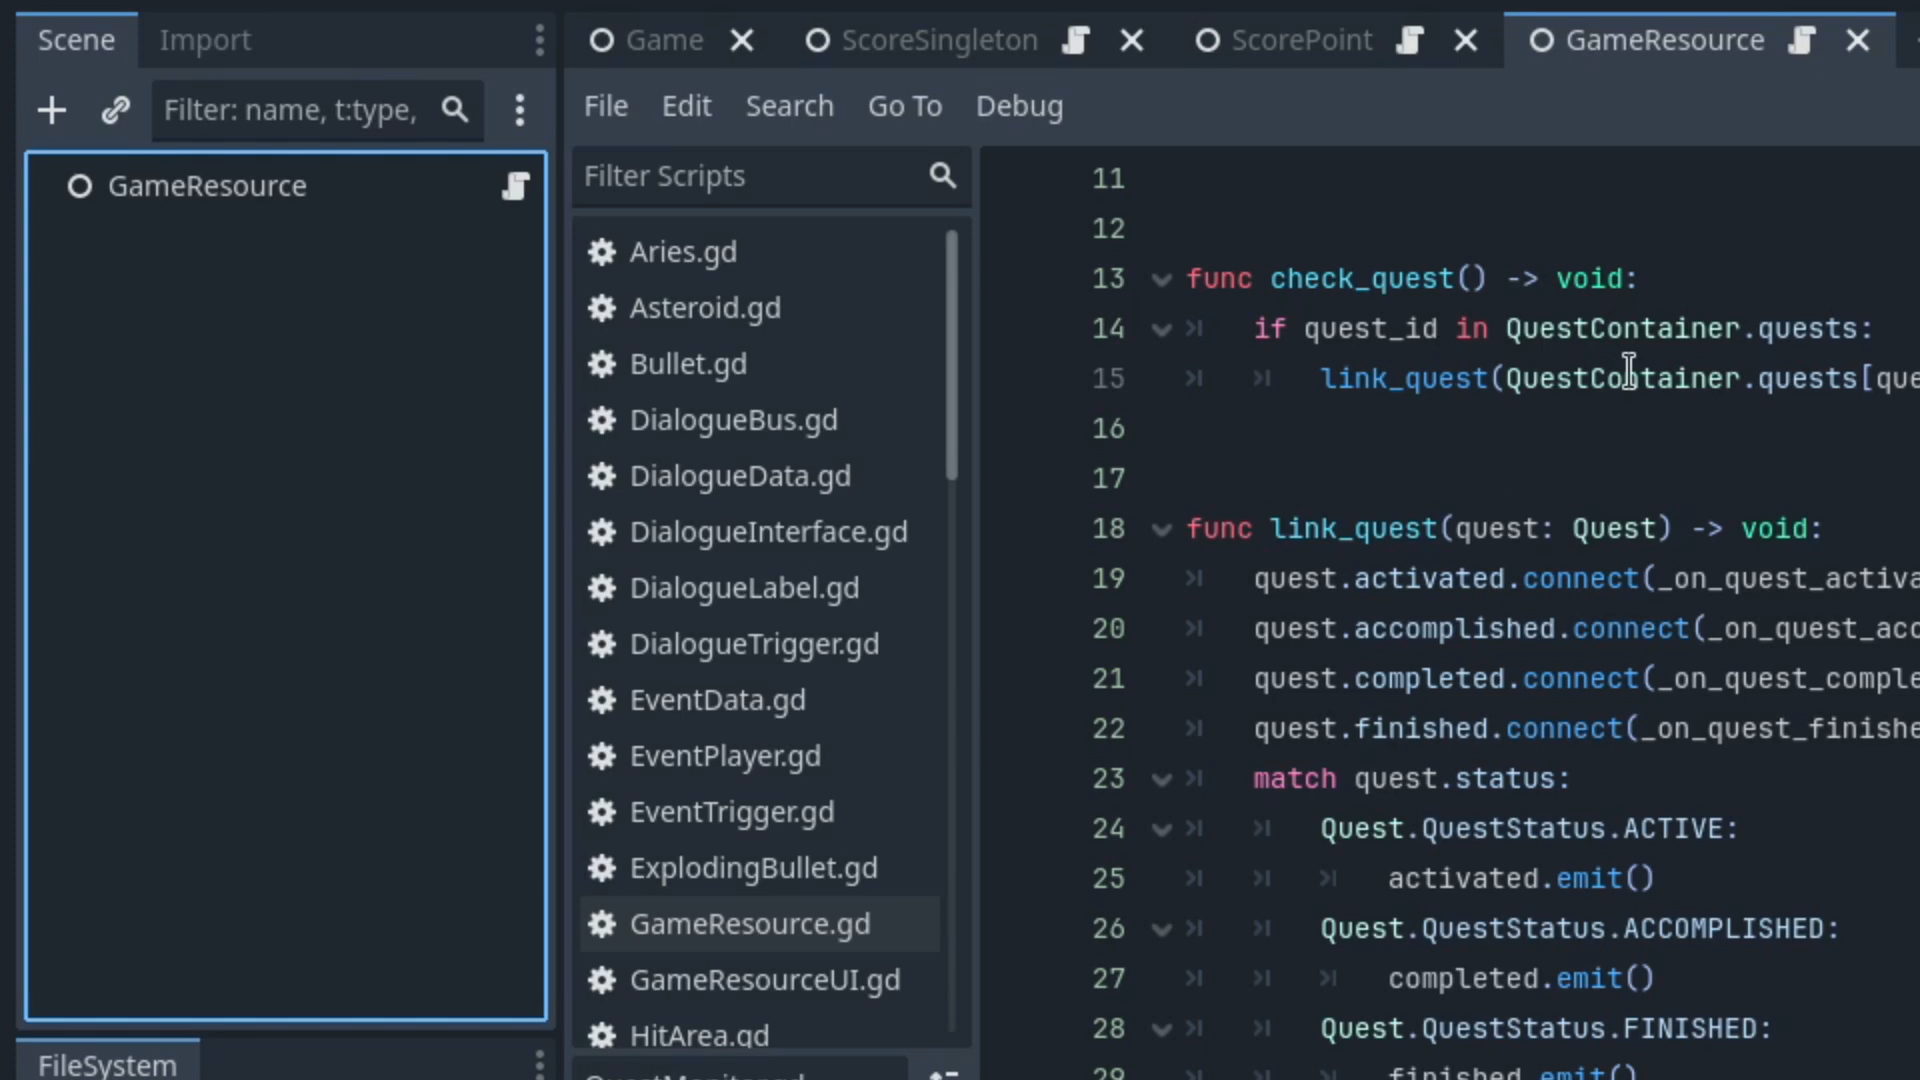 Scene
Import
Filter: name, t:type,
GameResource
FileSystem
Game
ScoreSingleton
ScorePoint
GameResource
File
Edit
Search
Go To
Debug
Filter Scripts
Aries.gd
Asteroid.gd
Bullet.gd
DialogueBus.gd
DialogueData.gd
DialogueInterface.gd
DialogueLabel.gd
DialogueTrigger.gd
EventData.gd
EventPlayer.gd
EventTrigger.gd
ExplodingBullet.gd
GameResource.gd
GameResourceUI.gd
HitArea.gd
QuestMonitor.gd
11
12
13 func check_quest() -> void:
14 if quest_id in QuestContainer.quests:
15 link_quest(QuestContainer.quests[que
16
17
18 func link_quest(quest: Quest) -> void:
19 quest.activated.connect(_on_quest_activa
20 quest.accomplished.connect(_on_quest_acc
21 quest.completed.connect(_on_quest_comple
22 quest.finished.connect(_on_quest_finishe
23 match quest.status:
24 Quest.QuestStatus.ACTIVE:
25 activated.emit()
26 Quest.QuestStatus.ACCOMPLISHED:
27 completed.emit()
28 Quest.QuestStatus.FINISHED:
29 finished.emit()